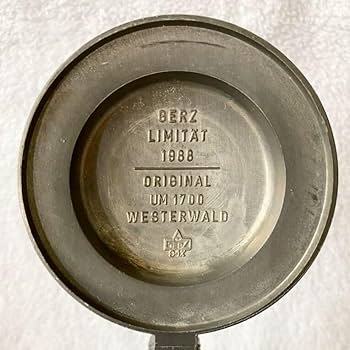 GERZ
LIMITÄT
1988
ORIGINAL
UM 1700
WESTERWALD